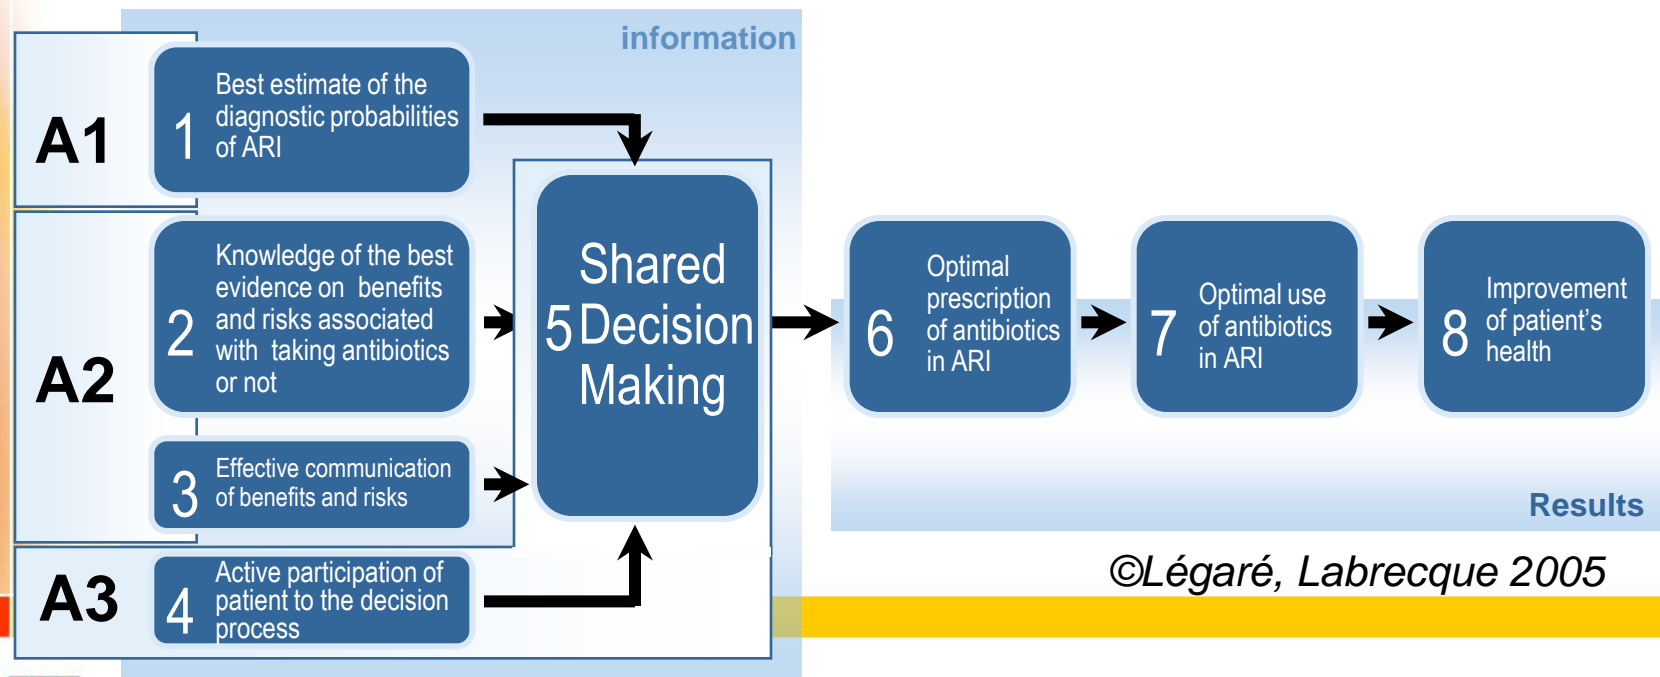 information
A1
1
Best estimate of the
diagnostic probabilities
of ARI
A2
2
Knowledge of the best
evidence on benefits
and risks associated
with taking antibiotics
or not
3
Effective communication
of benefits and risks
A3
4
Active participation of
patient to the decision
process
5
Shared
Decision
Making
6
Optimal
prescription
of antibiotics
in ARI
7
Optimal use
of antibiotics
in ARI
8
Improvement
of patient's
health
Results
©Légaré, Labrecque 2005